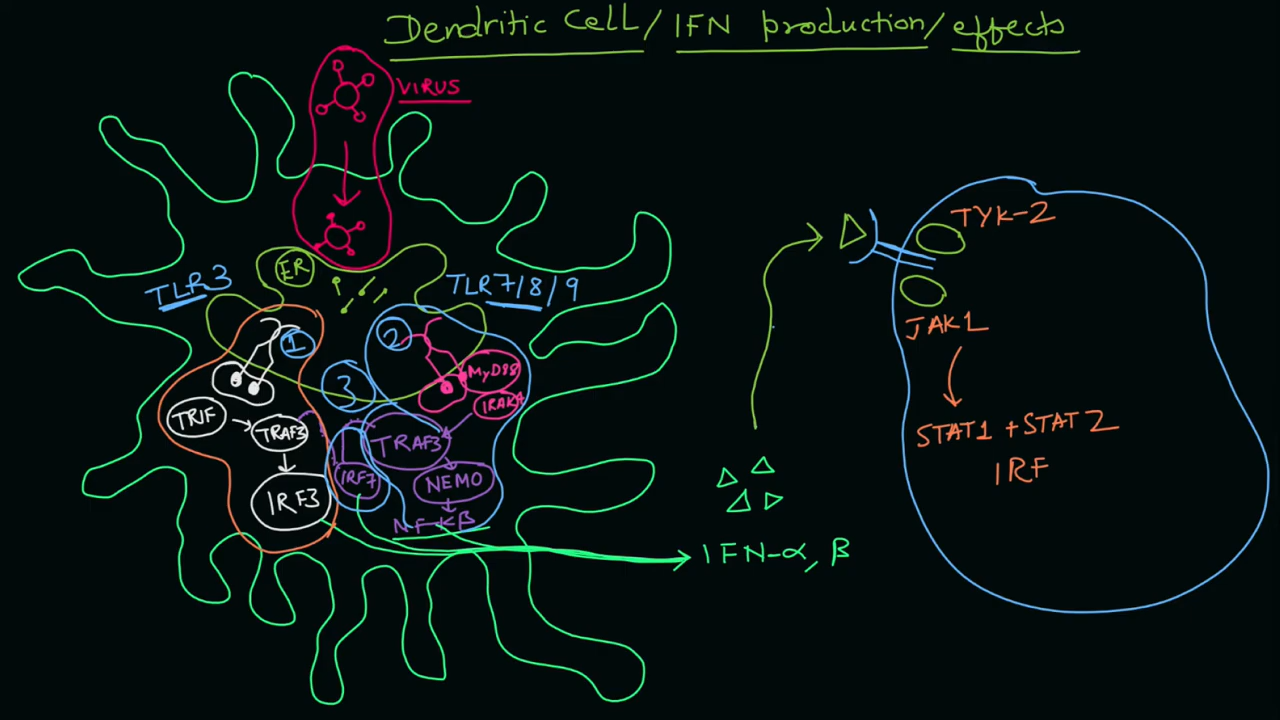 Dendritic Cell/IFN production/effects
VIRUS
ER
TLR3
TLR7/8/9
1
2
3
MyD88
IRAK4
TRIF
TRAF3
IRF3
TRAF3
IRF7
NEMO
NF-Kβ
IFN-α, β
TYK-2
JAK1
STAT1 + STAT2
IRF